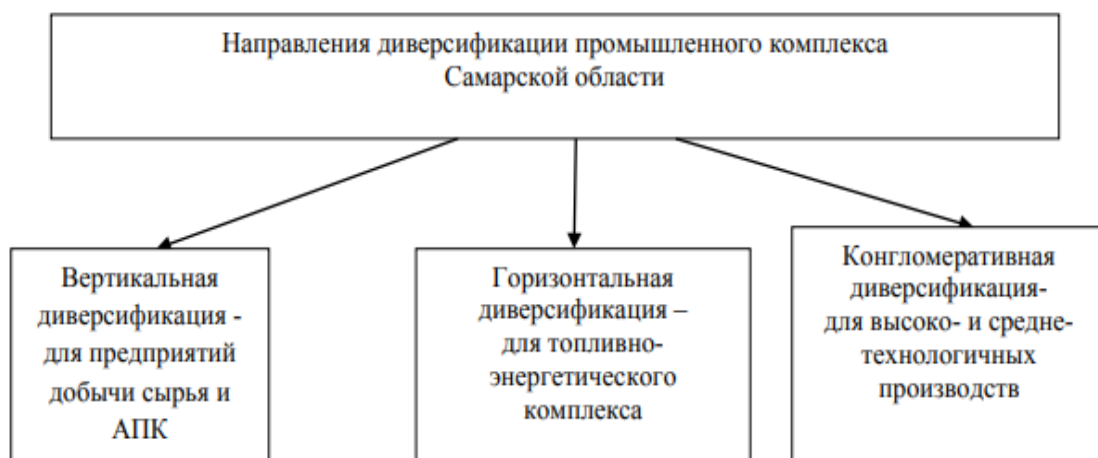 Направления диверсификации промышленного комплекса
Самарской области
Вертикальная
диверсификация -
для предприятий
добычи сырья и
АПК
Горизонтальная
диверсификация –
для топливно-
энергетического
комплекса
Конгломеративная
диверсификация-
для высоко- и средне-
технологичных
производств